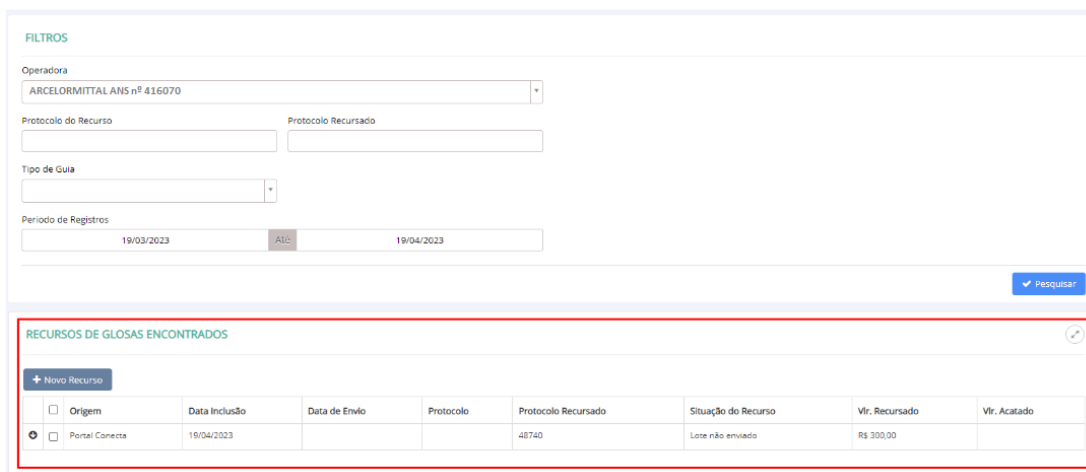 FILTROS
Operadora
ARCELORMITTAL ANS nº 416070
Protocolo do Recurso Protocolo Recursado
Tipo de Guia
Periodo de Registros
19/03/2023 Até 19/04/2023
Pesquisar
RECURSOS DE GLOSAS ENCONTRADOS
+ Novo Recurso
Origem Data Inclusão Data de Envio Protocolo Protocolo Recursado Situação do Recurso Vlr. Recursado Vlr. Acatado
Portal Conecta 19/04/2023 48740 Lote não enviado R$ 300,00